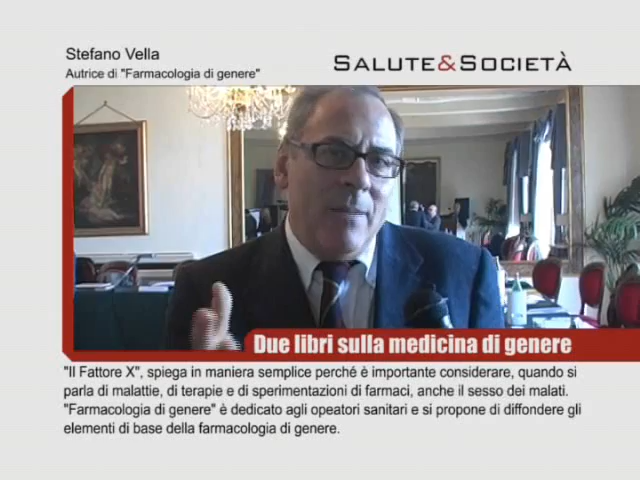 Stefano Vella
Autrice di "Farmacologia di genere"
SALUTE&SOCIETÀ
Due libri sulla medicina di genere
"Il Fattore X", spiega in maniera semplice perché è importante considerare, quando si
parla di malattie, di terapie e di sperimentazioni di farmaci, anche il sesso dei malati.
"Farmacologia di genere" è dedicato agli opeatori sanitari e si propone di diffondere gli
elementi di base della farmacologia di genere.